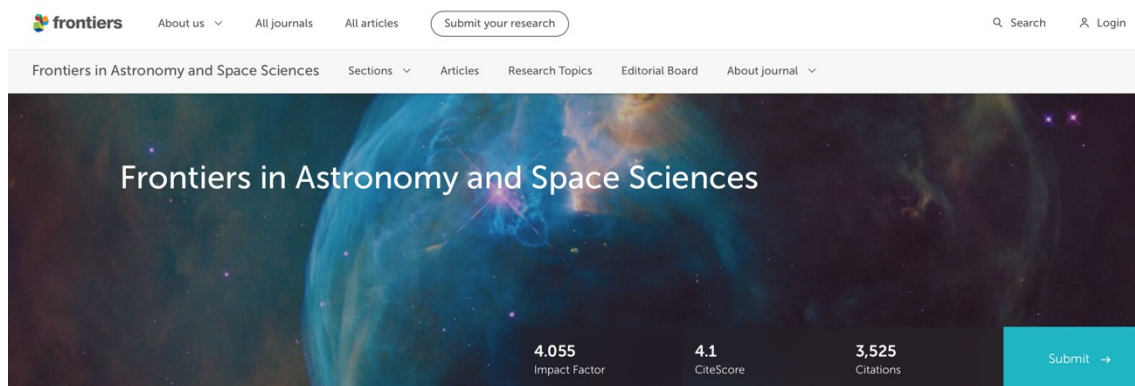 frontiers About us All journals All articles Submit your research Search Login
Frontiers in Astronomy and Space Sciences Sections Articles Research Topics Editorial Board About journal
Frontiers in Astronomy and Space Sciences
4.055 4.1 3,525
Impact Factor CiteScore Citations Submit →